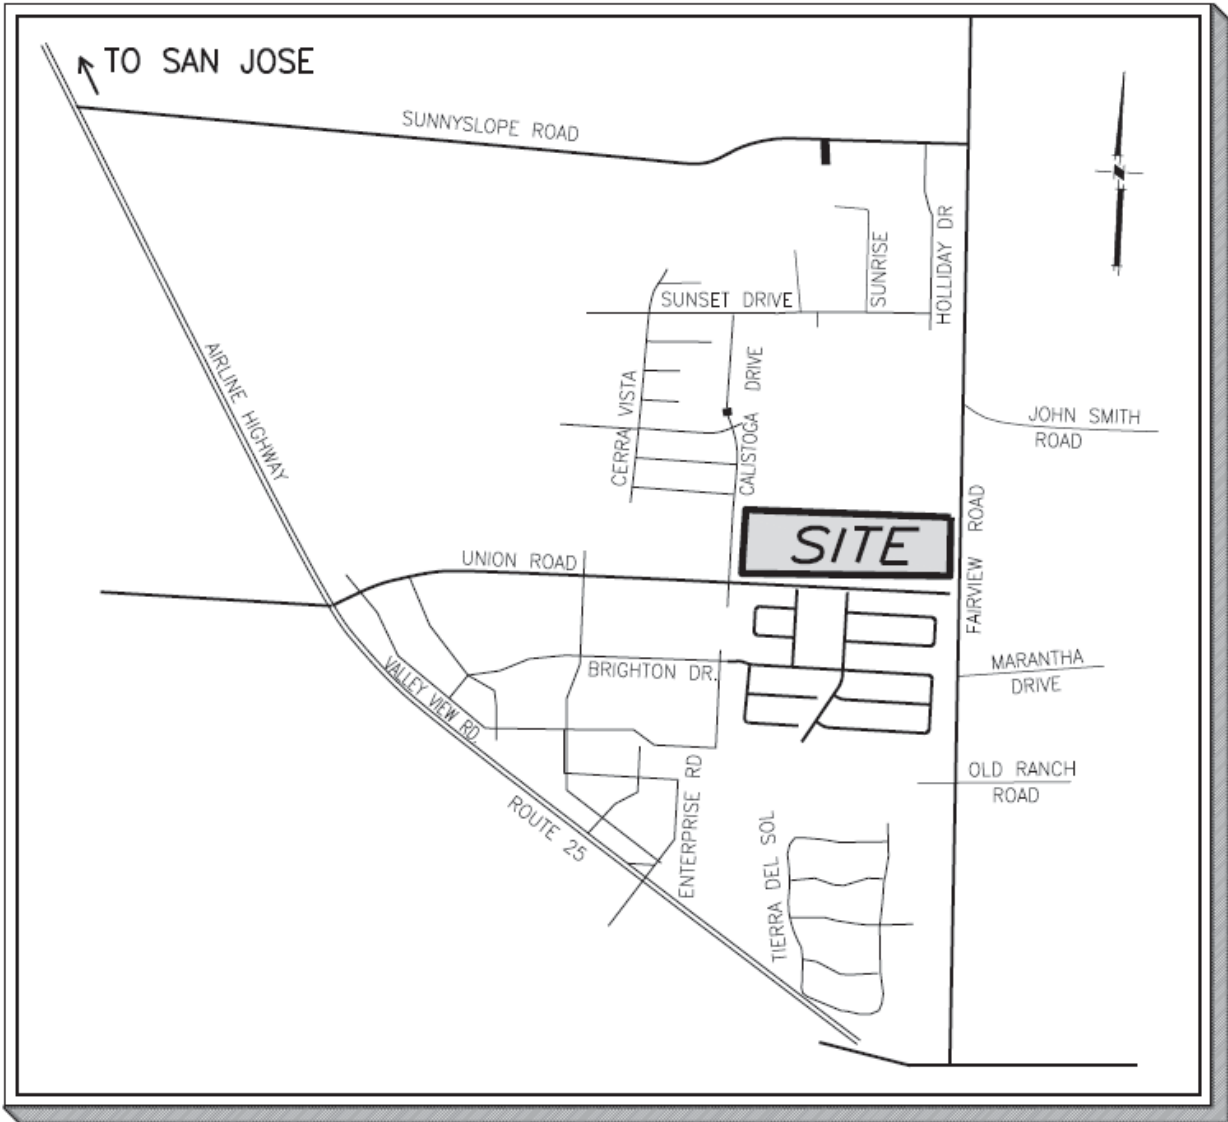 TO SAN JOSE
SUNNYSLOPE ROAD
HOLLIDAY DR
SUNRISE
SUNSET DRIVE
AIRLINE HIGHWAY
CERRA VISTA
CALISTOGA DRIVE
JOHN SMITH
ROAD
SITE
FAIRVIEW ROAD
UNION ROAD
BRIGHTON DR.
MARANTHA
DRIVE
VALLEY VIEW RD.
OLD RANCH
ROAD
ROUTE 25
ENTERPRISE RD
TIERRA DEL SOL